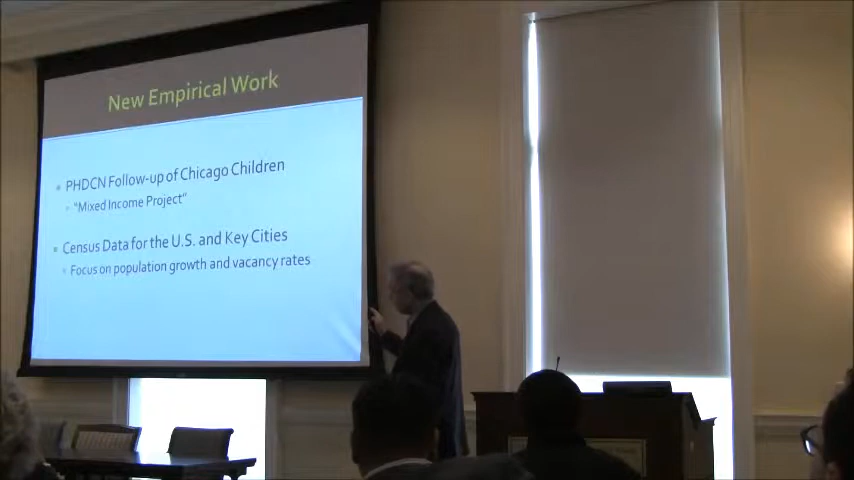 New Empirical Work
PHDCN Follow-up of Chicago Children
"Mixed Income Project"
Census Data for the U.S. and Key Cities
Focus on population growth and vacancy rates